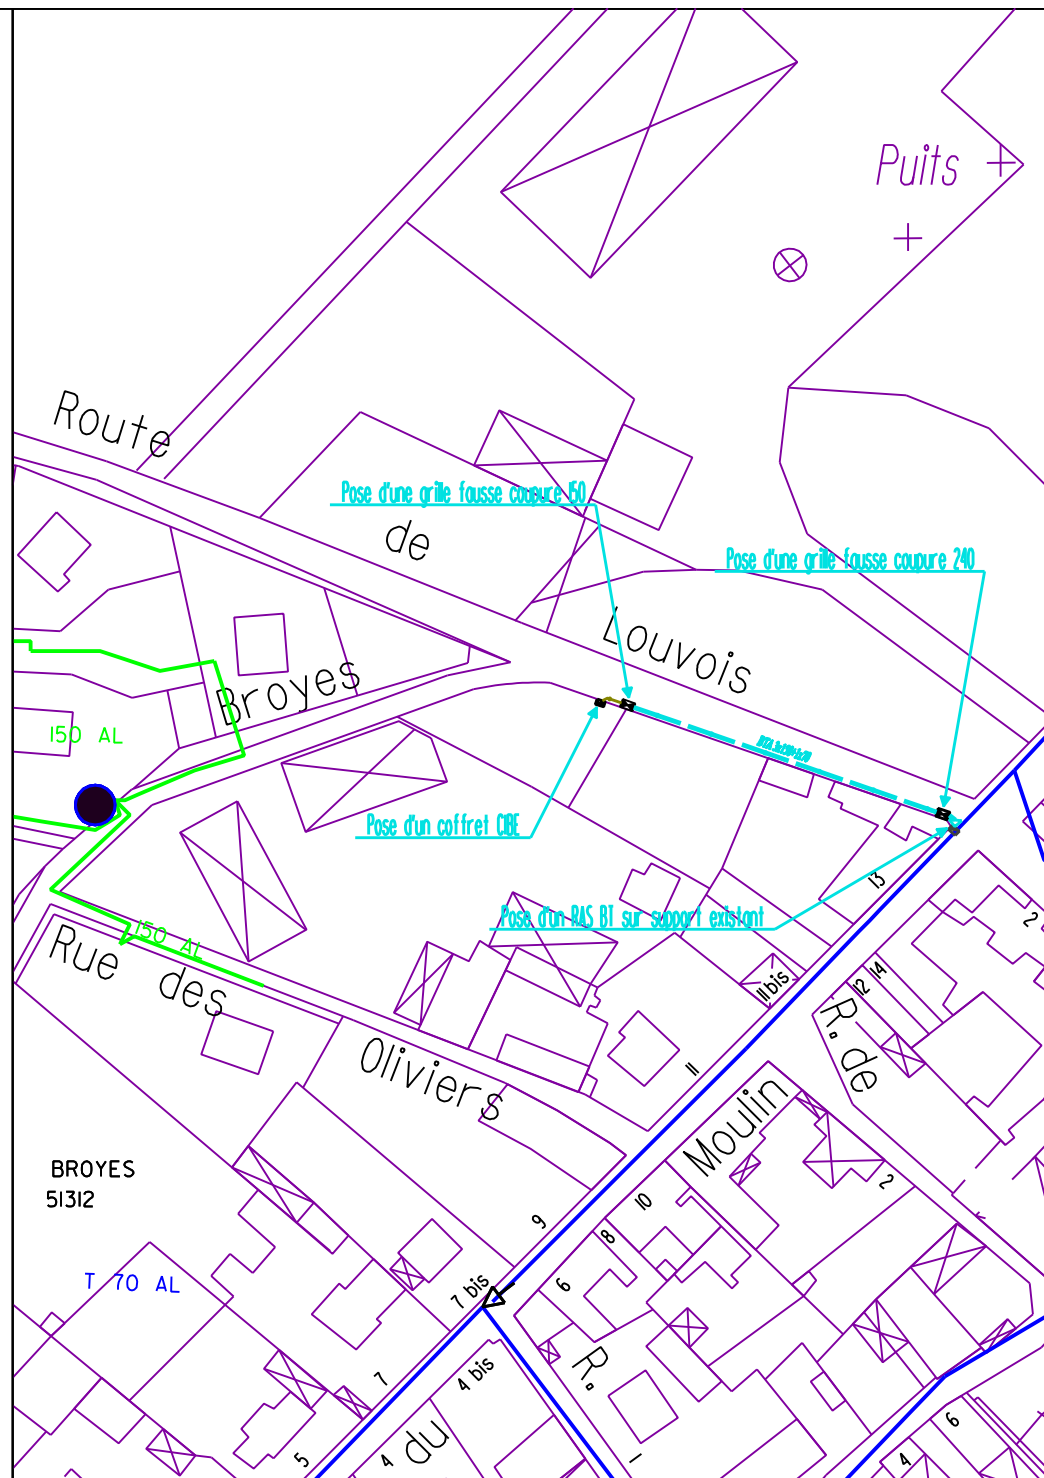 Puits
Route
de
Louvois
Pose d'une grille fausse coupure 150
Pose d'une grille fausse coupure 240
Broyes
150 AL
Pose d'un coffret CIBE
Pose d'un RAS BT sur support existant
13
2
150 AL
Rue des
Oliviers
11 bis
12
14
R. de
11
Moulin
BROYES
51312
2
10
9
8
T 70 AL
7 bis
6
R.
7
4 bis
du
6
5
4
1
4